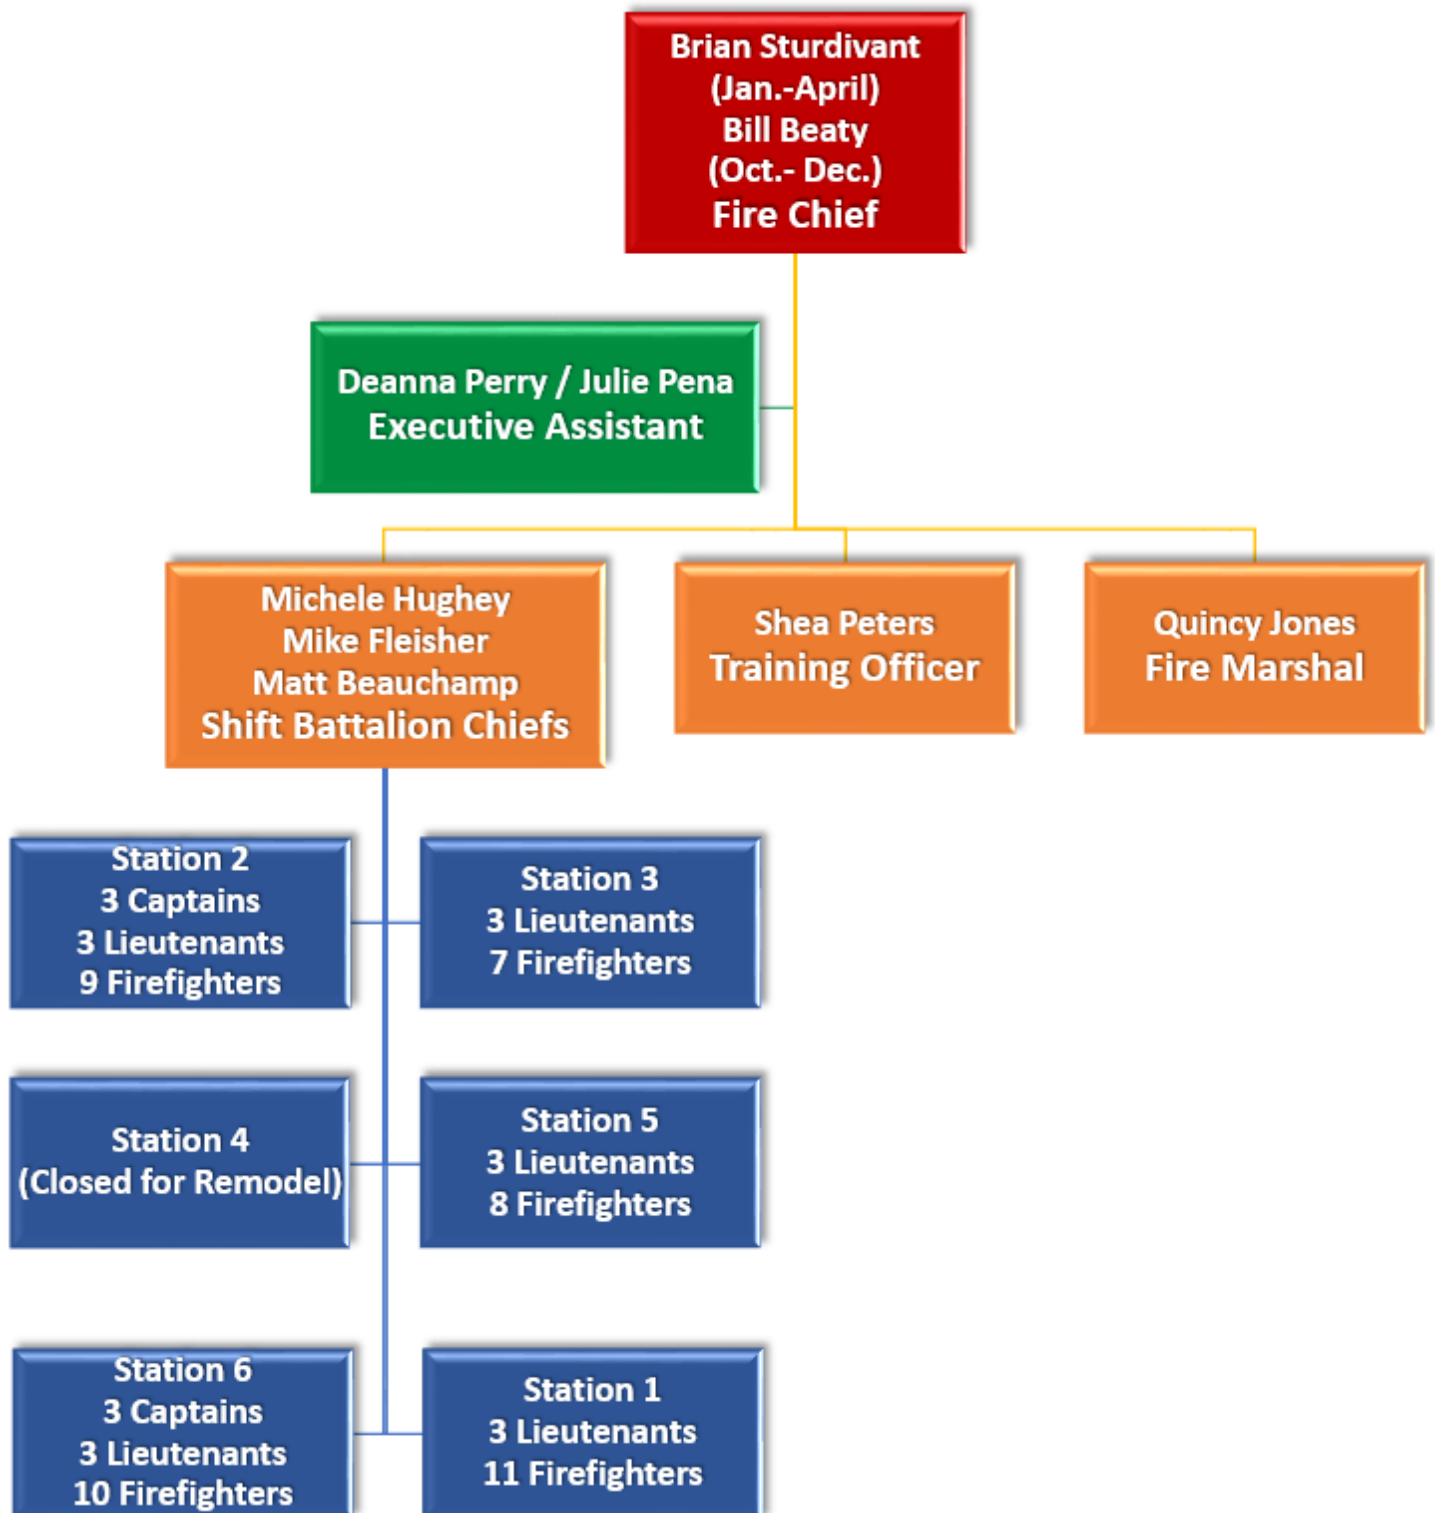 Brian Sturdivant
(Jan.-April)
Bill Beaty
(Oct.- Dec.)
Fire Chief
Deanna Perry / Julie Pena
Executive Assistant
Michele Hughey
Mike Fleisher
Matt Beauchamp
Shift Battalion Chiefs
Shea Peters
Training Officer
Quincy Jones
Fire Marshal
Station 2
3 Captains
3 Lieutenants
9 Firefighters
Station 3
3 Lieutenants
7 Firefighters
Station 4
(Closed for Remodel)
Station 5
3 Lieutenants
8 Firefighters
Station 6
3 Captains
3 Lieutenants
10 Firefighters
Station 1
3 Lieutenants
11 Firefighters